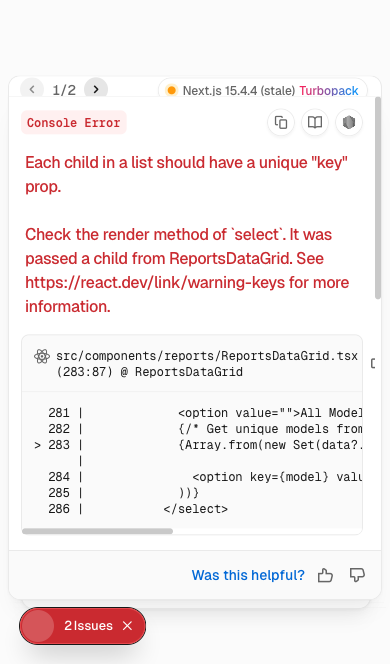 1/2 Next.js 15.4.4 (stale) Turbopack
Console Error
Each child in a list should have a unique "key"
prop.
Check the render method of `select`. It was
passed a child from ReportsDataGrid. See
https://react.dev/link/warning-keys for more
information.
src/components/reports/ReportsDataGrid.tsx
(283:87) @ ReportsDataGrid
281 | <option value="">All Model
282 | {/* Get unique models from
> 283 | {Array.from(new Set(data?.
|
284 | <option key={model} valu
285 | ))}
286 | </select>
Was this helpful?
2 Issues